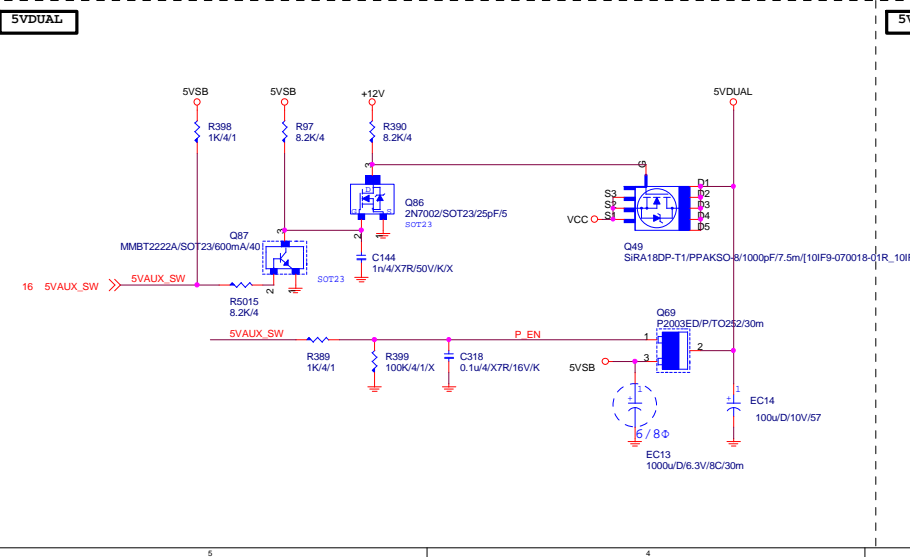 5VDUAL
5V
5VSB
5VSB
+12V
5VDUAL
R398
1K/4/1
R97
8.2K/4
R390
8.2K/4
3
G
D
G
S
Q86
2N7002/SOT23/25pF/5
SOT23
2
1
S3
S2
S1
D1
D2
D3
D4
D5
VCC
Q49
SiRA18DP-T1/PPAKSO-8/1000pF/7.5m/[10IF9-070018-01R_10IF
3
Q87
MMBT2222A/SOT23/600mA/40
SOT23
2
1
C144
1n/4/X7R/50V/K/X
16 5VAUX_SW
5VAUX_SW
R5015
8.2K/4
5VAUX_SW
R389
1K/4/1
R399
100K/4/1/X
C318
0.1u/4/X7R/16V/K
P_EN
Q69
P2003ED/P/TO252/30m
1
2
3
5VSB
1
+
6/8Φ
EC13
1000u/D/6.3V/8C/30m
1
+
EC14
100u/D/10V/57
5
4